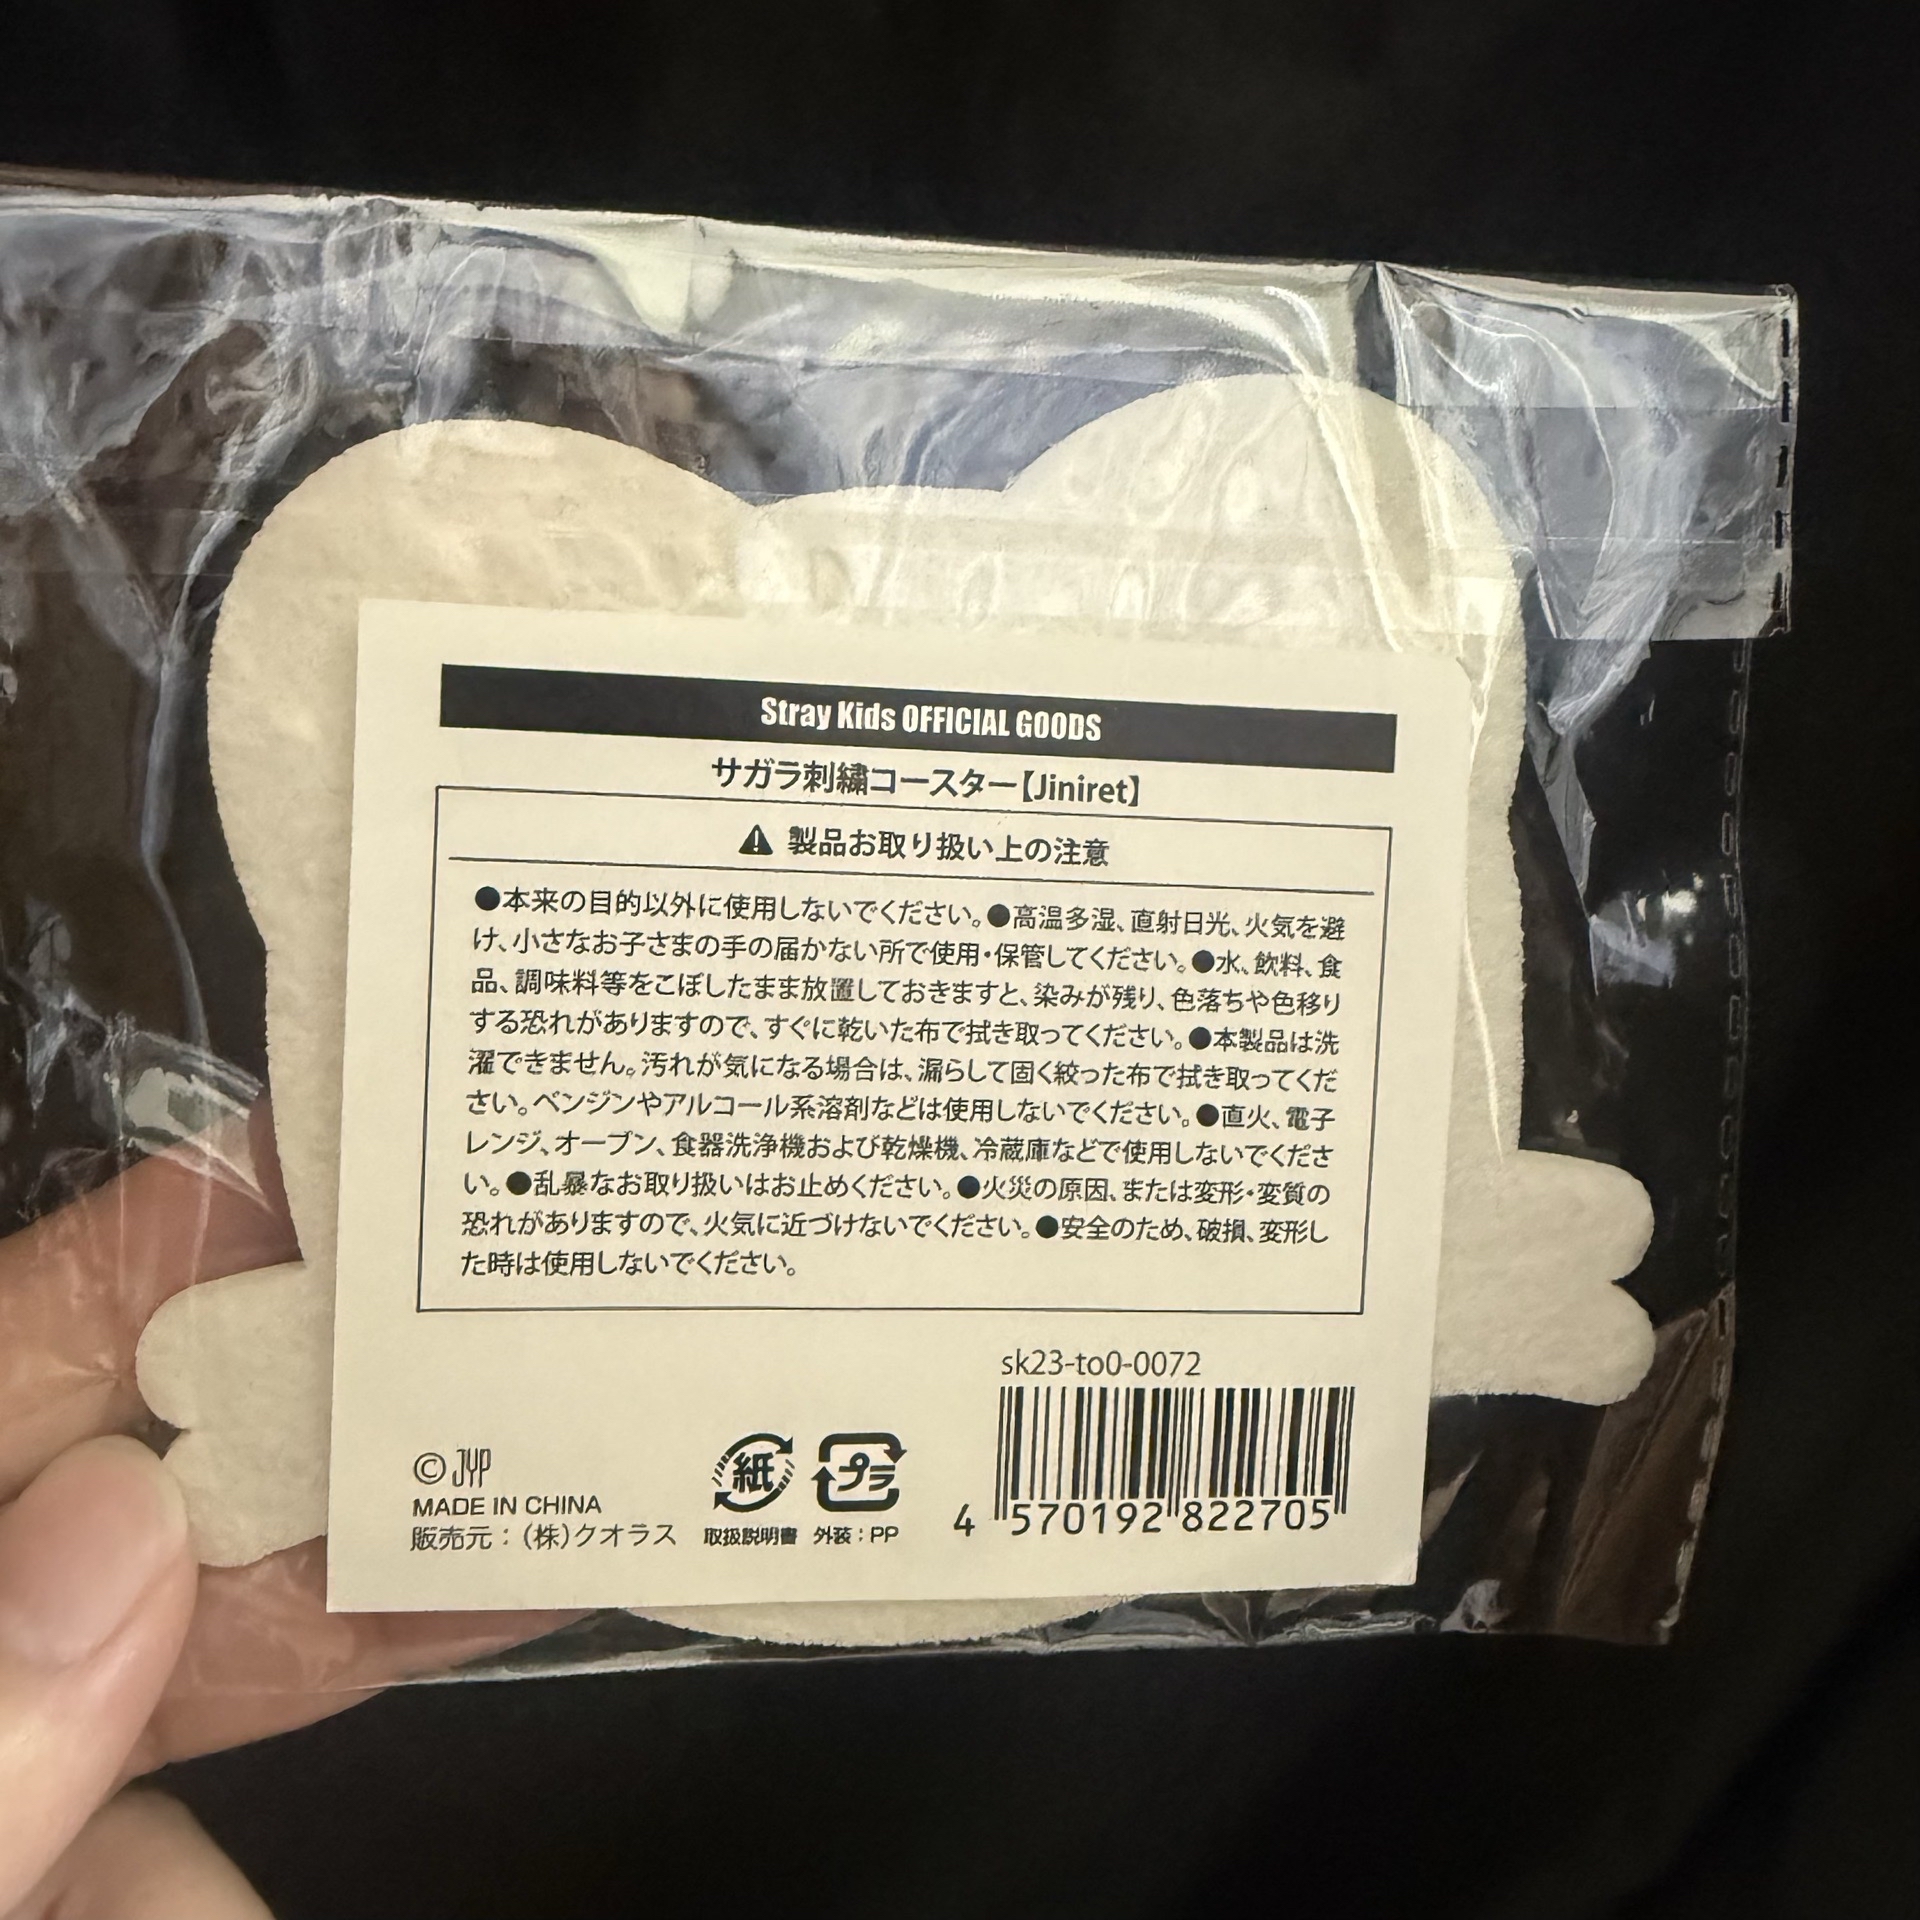 Stray Kids OFFICIAL GOODS
サガラ刺繍コースター【Jiniret】
製品お取り扱い上の注意
●本来の目的以外に使用しないでください。●高温多湿、直射日光、火気を避
け、小さなお子さまの手の届かない所で使用・保管してください。●水、飲料、食
品、調味料等をこぼしたまま放置しておきますと、染みが残り、色落ちや色移り
する恐れがありますので、すぐに乾いた布で拭き取ってください。●本製品は洗
濯できません。汚れが気になる場合は、濡らして固く絞った布で拭き取ってくだ
さい。ベンジンやアルコール系溶剤などは使用しないでください。●直火、電子
レンジ、オーブン、食器洗浄機および乾燥機、冷蔵庫などで使用しないでくださ
い。●乱暴なお取り扱いはお止めください。●火災の原因、または変形・変質の
恐れがありますので、火気に近づけないでください。●安全のため、破損、変形し
た時は使用しないでください。
sk23-to0-0072
4 570192 822705
© JYP
MADE IN CHINA
販売元：(株)クオラス
紙
取扱説明書
プラ
外装：PP